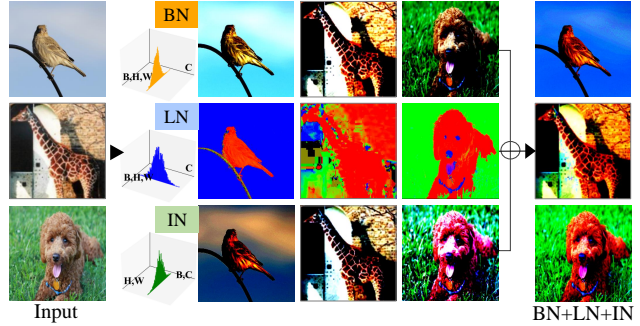 BN
C
B,H,W
LN
C
B,H,W
IN
B,C
H,W
Input
BN+LN+IN